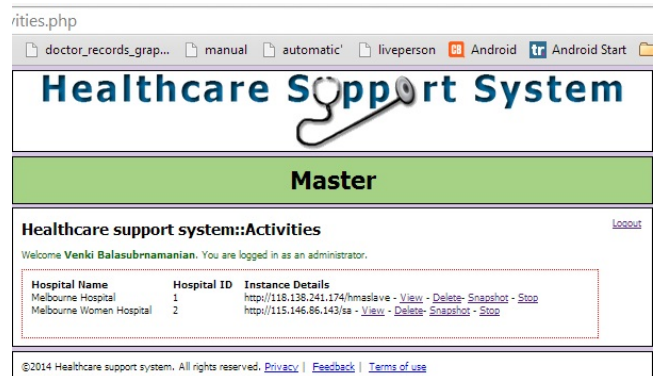 vities.php
doctor_records_grap... manual automatic' liveperson Android Android Start
Healthcare Support System
Master
Healthcare support system::Activities Logout
Welcome Venki Balasubrnamanian. You are logged in as an administrator.
Hospital Name Hospital ID Instance Details
Melbourne Hospital 1 http://118.138.241.174/hmaslave - View - Delete- Snapshot - Stop
Melbourne Women Hospital 2 http://115.146.86.143/sa - View - Delete- Snapshot - Stop
©2014 Healthcare support system. All rights reserved. Privacy | Feedback | Terms of use